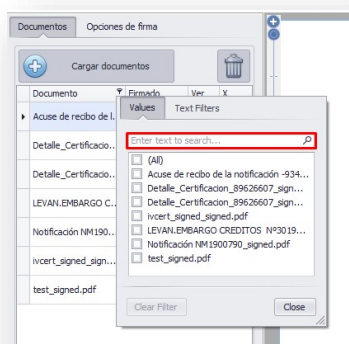 Documentos Opciones de firma
Cargar documentos
Documento Firmado Ver X
Acuse de recibo de l...
Detalle_Certificacio...
Detalle_Certificacio...
LEVAN.EMBARGO C...
Notificación NM190...
ivcert_signed_sign...
test_signed.pdf
Values Text Filters
Enter text to search...
(All)
Acuse de recibo de la notificación -934...
Detalle_Certificacion_89626607_sign...
Detalle_Certificacion_89626607_sign...
ivcert_signed_signed.pdf
LEVAN.EMBARGO CREDITOS Nº3019...
Notificación NM1900790_signed.pdf
test_signed.pdf
Clear Filter Close